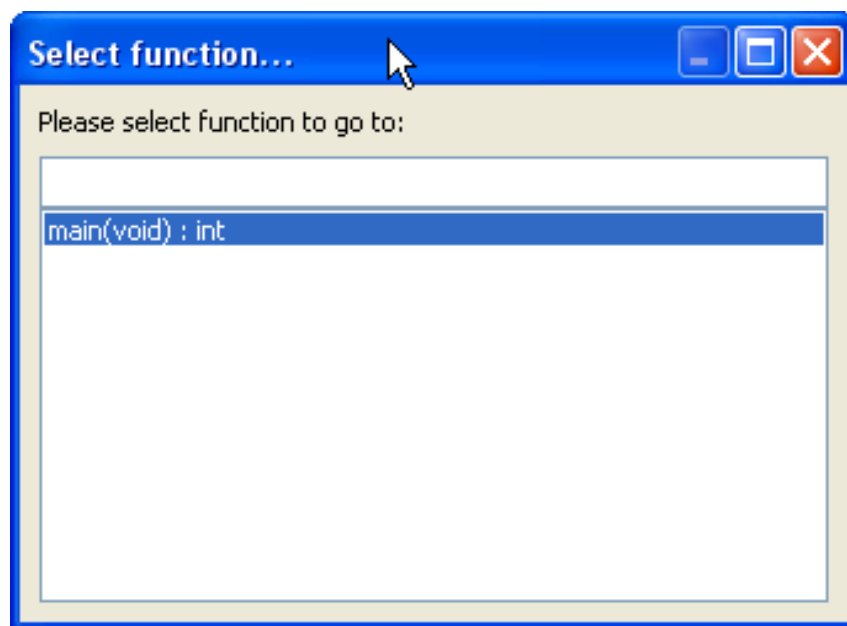 Select function...
Please select function to go to:
main(void) : int